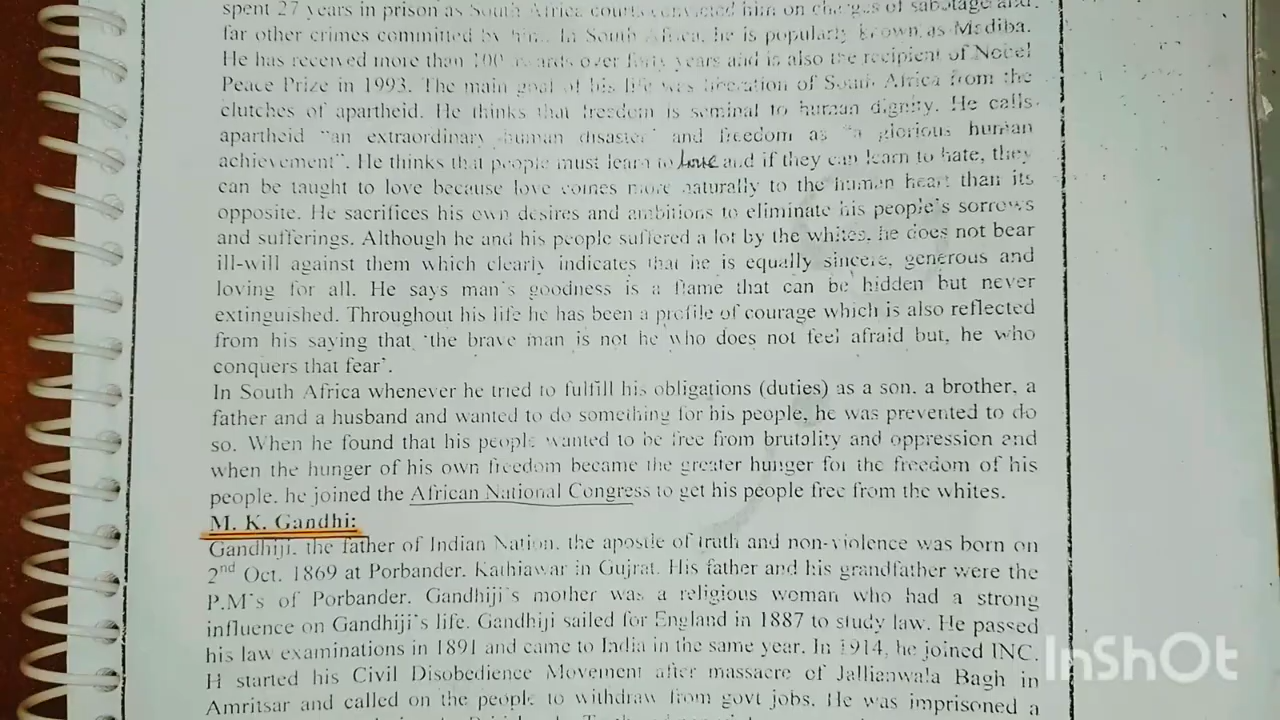 spent 27 years in prison as South Africa courts convicted him on charges of sabotage and
far other crimes committed by him. In South Africa, he is popularly known as Madiba.
He has received more than 100 awards over forty years and is also the recipient of Nobel
Peace Prize in 1993. The main goal of his life was liberation of South Africa from the
clutches of apartheid. He thinks that freedom is seminal to human dignity. He calls
apartheid "an extraordinary human disaster" and freedom as "a glorious human
achievement". He thinks that people must learn to love and if they can learn to hate, they
can be taught to love because love comes more naturally to the human heart than its
opposite. He sacrifices his own desires and ambitions to eliminate his people's sorrows
and sufferings. Although he and his people suffered a lot by the whites, he does not bear
ill-will against them which clearly indicates that he is equally sincere, generous and
loving for all. He says man's goodness is a flame that can be hidden but never
extinguished. Throughout his life he has been a profile of courage which is also reflected
from his saying that 'the brave man is not he who does not feel afraid but, he who
conquers that fear'.
In South Africa whenever he tried to fulfill his obligations (duties) as a son, a brother, a
father and a husband and wanted to do something for his people, he was prevented to do
so. When he found that his people wanted to be free from brutality and oppression and
when the hunger of his own freedom became the greater hunger for the freedom of his
people, he joined the African National Congress to get his people free from the whites.
M. K. Gandhi:
Gandhiji, the father of Indian Nation, the apostle of truth and non-violence was born on
2nd Oct. 1869 at Porbander, Kathiawar in Gujrat. His father and his grandfather were the
P.M's of Porbander. Gandhiji's mother was a religious woman who had a strong
influence on Gandhiji's life. Gandhiji sailed for England in 1887 to study law. He passed
his law examinations in 1891 and came to India in the same year. In 1914, he joined INC.
H started his Civil Disobedience Movement after massacre of Jallianwala Bagh in
Amritsar and called on the people to withdraw from govt jobs. He was imprisoned a
InShOt